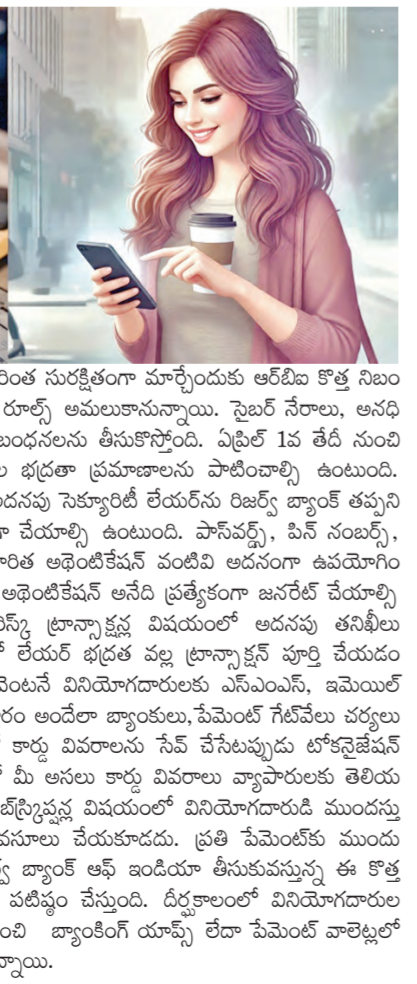 రింత సురక్షితంగా మార్చేందుకు ఆర్‌బిఐ కొత్త నిబం
రూల్స్ అమలుకానున్నాయి. సైబర్ నేరాలు, అనధి
బంధనలను తీసుకొస్తోంది. ఏప్రిల్ 1వ తేదీ నుంచి
ల భద్రతా ప్రమాణాలను పాటించాల్సి ఉంటుంది.
అదనపు సెక్యూరిటీ లేయర్‌ను రిజర్వ్ బ్యాంక్ తప్పని
గా చేయాల్సి ఉంటుంది. పాస్‌వర్డ్స్, పిన్ నంబర్స్,
ధారిత అథెంటికేషన్ వంటివి అదనంగా ఉపయోగిం
అథెంటికేషన్ అనేది ప్రత్యేకంగా జనరేట్ చేయాల్సి
రిస్క్ ట్రాన్సాక్షన్ల విషయంలో అదనపు తనిఖీలు
లేయర్ భద్రత వల్ల ట్రాన్సాక్షన్ పూర్తి చేయడం
వెంటనే వినియోగదారులకు ఎస్ఎంఎస్, ఇమెయిల్
రం అందేలా బ్యాంకులు,పేమెంట్ గేట్‌వేలు చర్యలు
కార్డు వివరాలను సేవ్ చేసేటప్పుడు టోకనైజేషన్
మీ అసలు కార్డు వివరాలు వ్యాపారులకు తెలియ
బ్‌స్క్రిప్షన్ల విషయంలో వినియోగదారుడి ముందస్తు
వసూలు చేయకూడదు. ప్రతి పేమెంట్‌కు ముందు
ర్వ్ బ్యాంక్ ఆఫ్ ఇండియా తీసుకువస్తున్న ఈ కొత్త
పటిష్ఠం చేస్తుంది. దీర్ఘకాలంలో వినియోగదారుల
ంచి బ్యాంకింగ్ యాప్స్ లేదా పేమెంట్ వాలెట్లలో
న్నాయి.